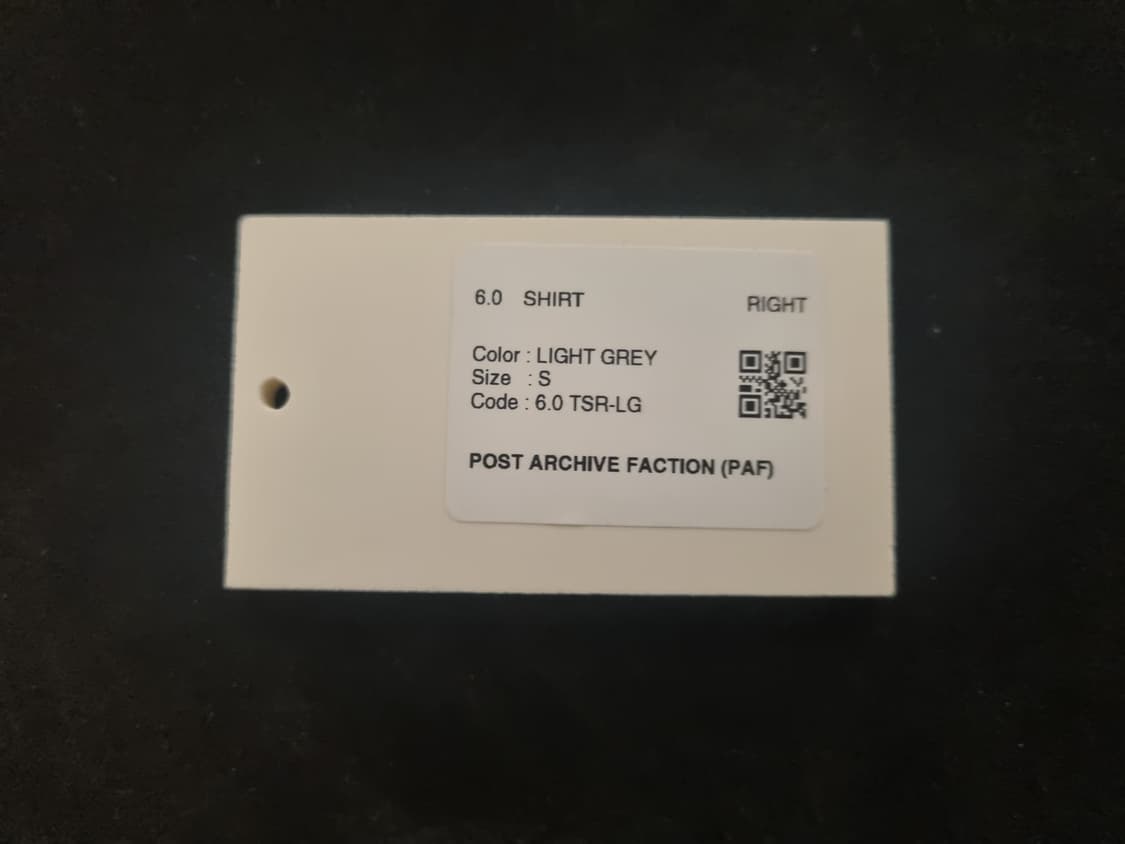 6.0 SHIRT RIGHT
Color : LIGHT GREY
Size : S
Code : 6.0 TSR-LG
POST ARCHIVE FACTION (PAF)